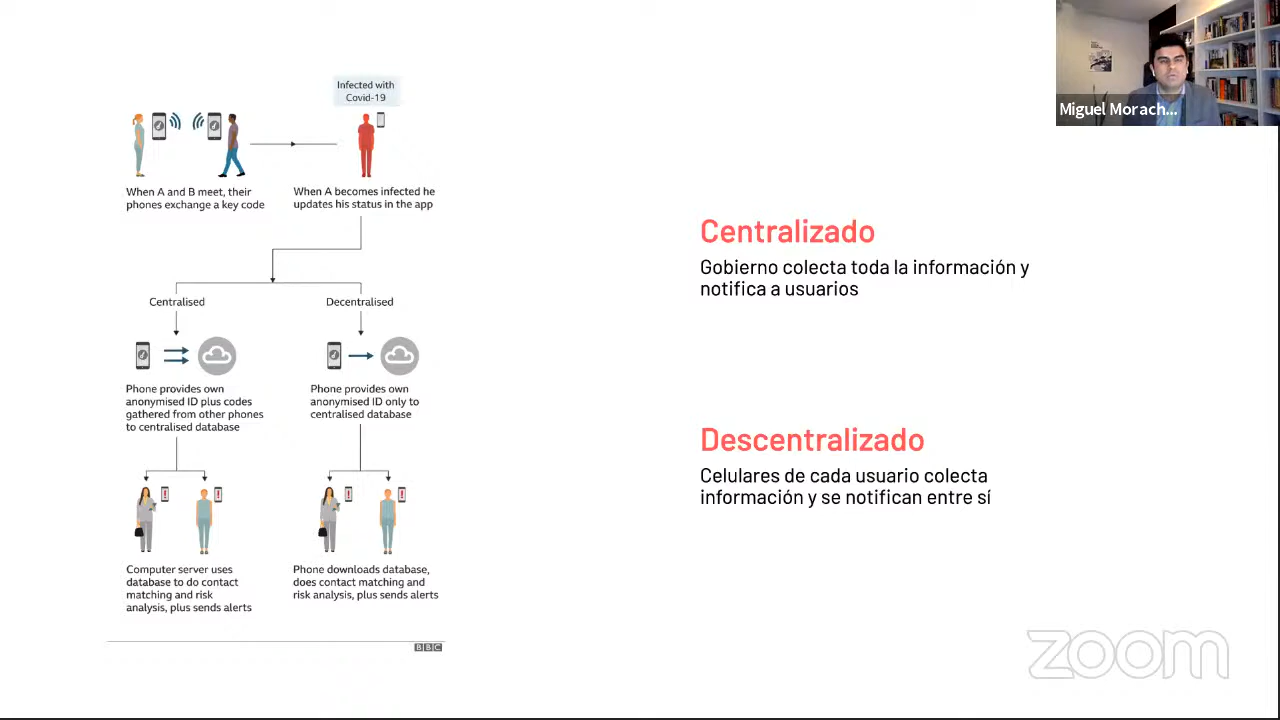 Infected with
Covid-19
When A and B meet, their
phones exchange a key code
When A becomes infected he
updates his status in the app
Centralised
Decentralised
Phone provides own
anonymised ID plus codes
gathered from other phones
to centralised database
Phone provides own
anonymised ID only to
centralised database
Computer server uses
database to do contact
matching and risk
analysis, plus sends alerts
Phone downloads database,
does contact matching and
risk analysis, plus sends alerts
BBC
Miguel Morach...
Centralizado
Gobierno colecta toda la información y
notifica a usuarios
Descentralizado
Celulares de cada usuario colecta
información y se notifican entre sí
zoom